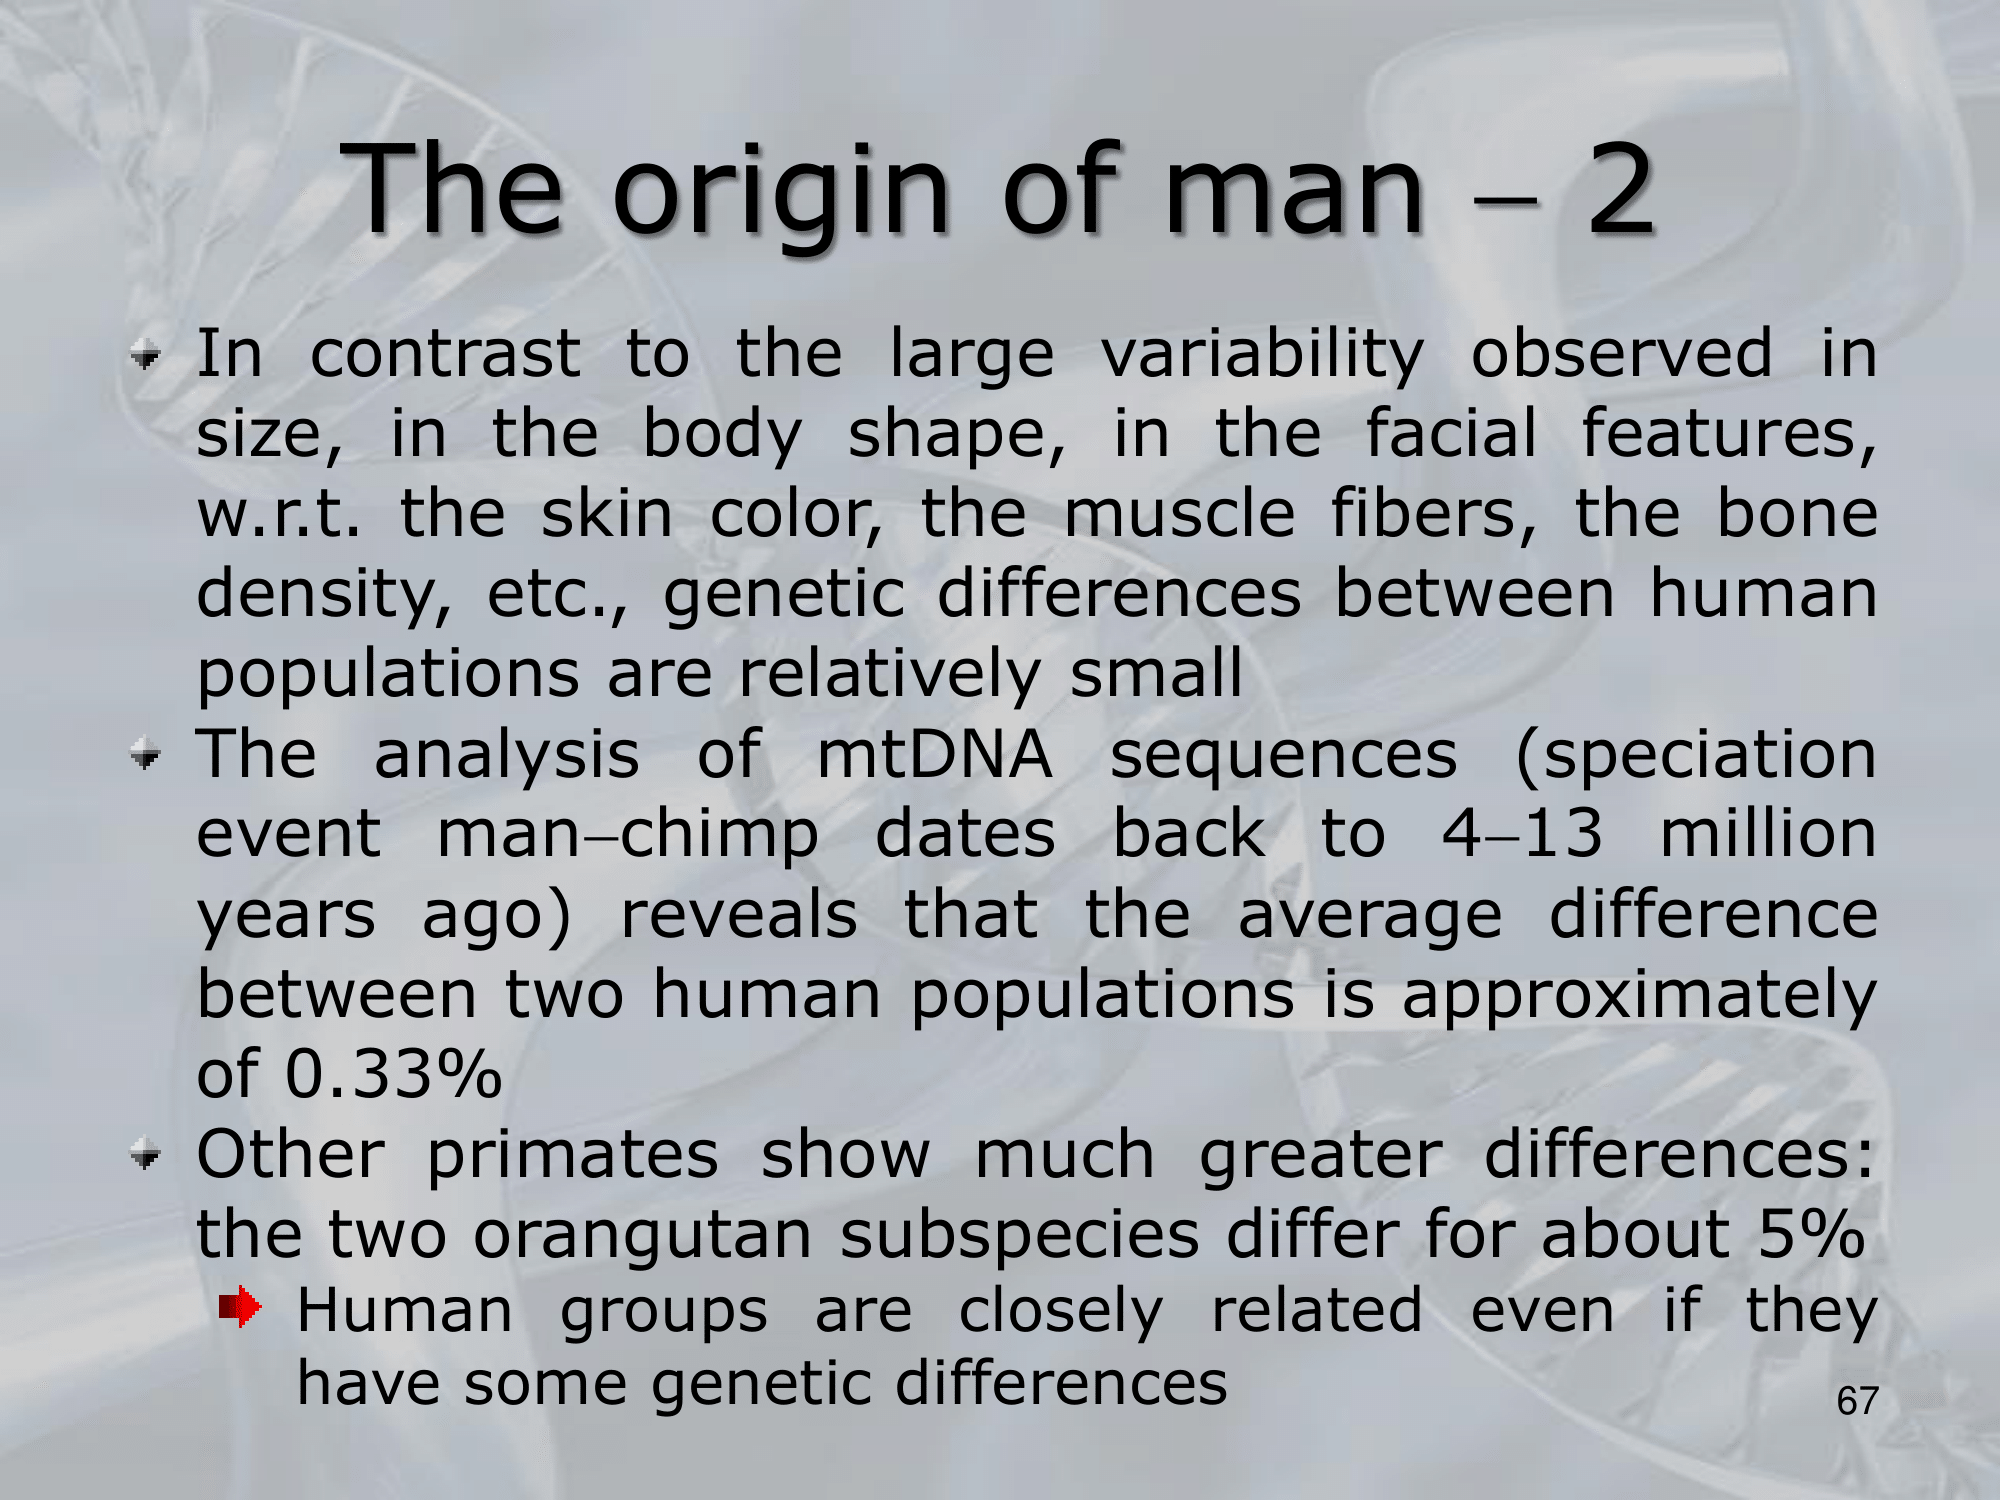 The origin of man – 2
In contrast to the large variability observed in
size, in the body shape, in the facial features,
w.r.t. the skin color, the muscle fibers, the bone
density, etc., genetic differences between human
populations are relatively small
The analysis of mtDNA sequences (speciation
event man–chimp dates back to 4–13 million
years ago) reveals that the average difference
between two human populations is approximately
of 0.33%
Other primates show much greater differences:
the two orangutan subspecies differ for about 5%
Human groups are closely related even if they
have some genetic differences
67